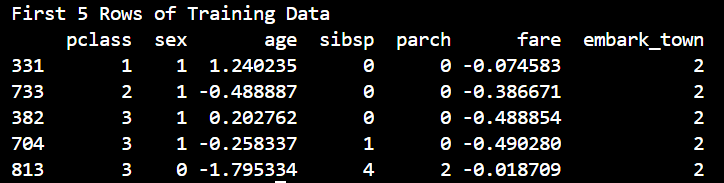 First 5 Rows of Training Data
pclass sex age sibsp parch fare embark_town
331 1 1 1.240235 0 0 -0.074583 2
733 2 1 -0.488887 0 0 -0.386671 2
382 3 1 0.202762 0 0 -0.488854 2
704 3 1 -0.258337 1 0 -0.490280 2
813 3 0 -1.795334 4 2 -0.018709 2